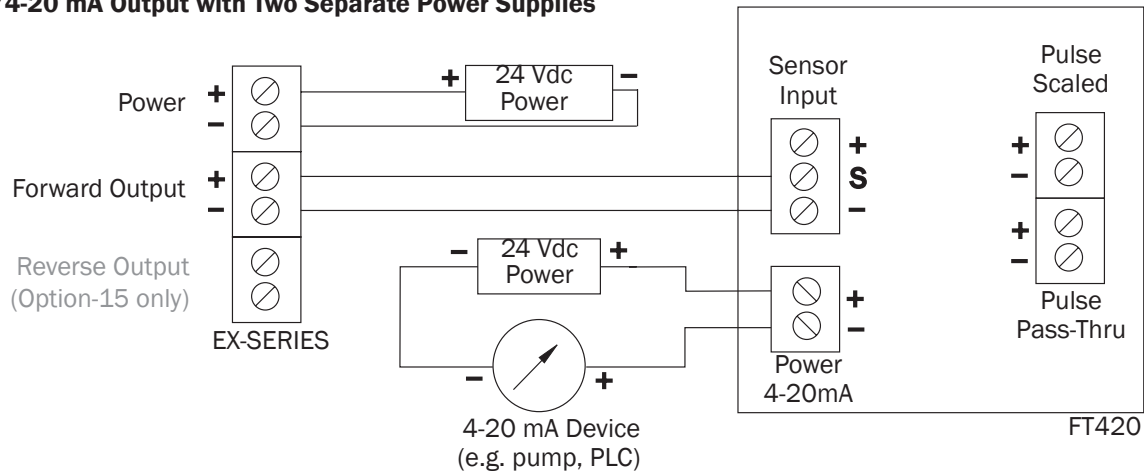 4-20 mA Output with Two Separate Power Supplies
Power
+
−
24 Vdc
Power
+
−
Forward Output
+
−
Reverse Output
(Option-15 only)
EX-SERIES
Sensor
Input
+
S
−
Pulse
Scaled
+
−
+
−
Pulse
Pass-Thru
−
24 Vdc
Power
+
+
−
Power
4-20mA
−
+
4-20 mA Device
(e.g. pump, PLC)
FT420